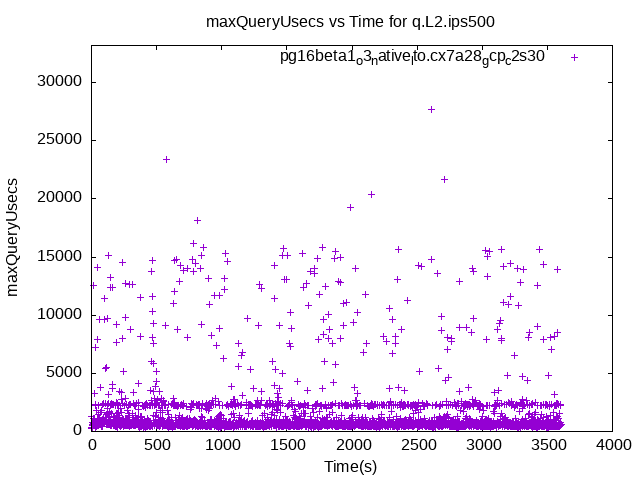 maxQueryUsecs vs Time for q.L2.ips500
pg16beta1o3native_lto.cx7a28gcpc2s30
30000
25000
20000
15000
10000
5000
0
maxQueryUsecs
0 500 1000 1500 2000 2500 3000 3500 4000
Time(s)